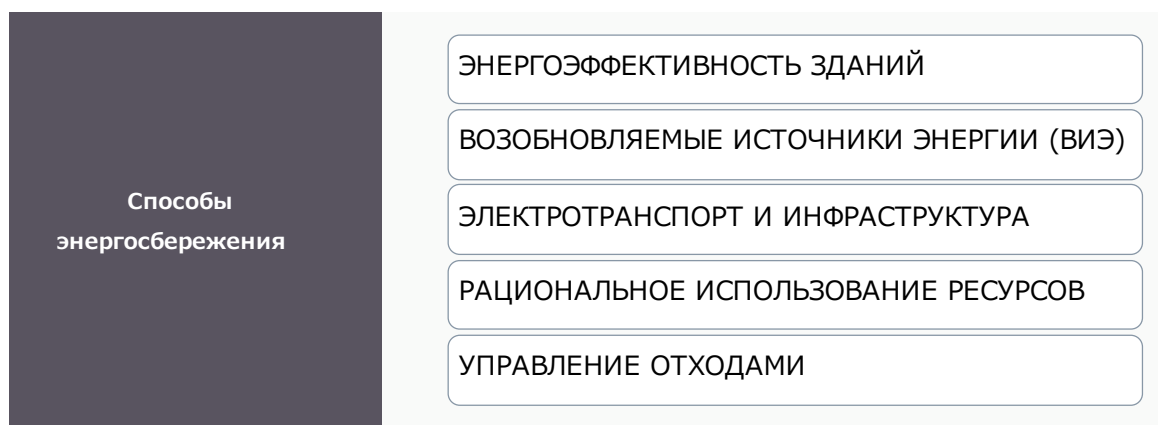 Способы
энергосбережения
ЭНЕРГОЭФФЕКТИВНОСТЬ ЗДАНИЙ
ВОЗОБНОВЛЯЕМЫЕ ИСТОЧНИКИ ЭНЕРГИИ (ВИЭ)
ЭЛЕКТРОТРАНСПОРТ И ИНФРАСТРУКТУРА
РАЦИОНАЛЬНОЕ ИСПОЛЬЗОВАНИЕ РЕСУРСОВ
УПРАВЛЕНИЕ ОТХОДАМИ